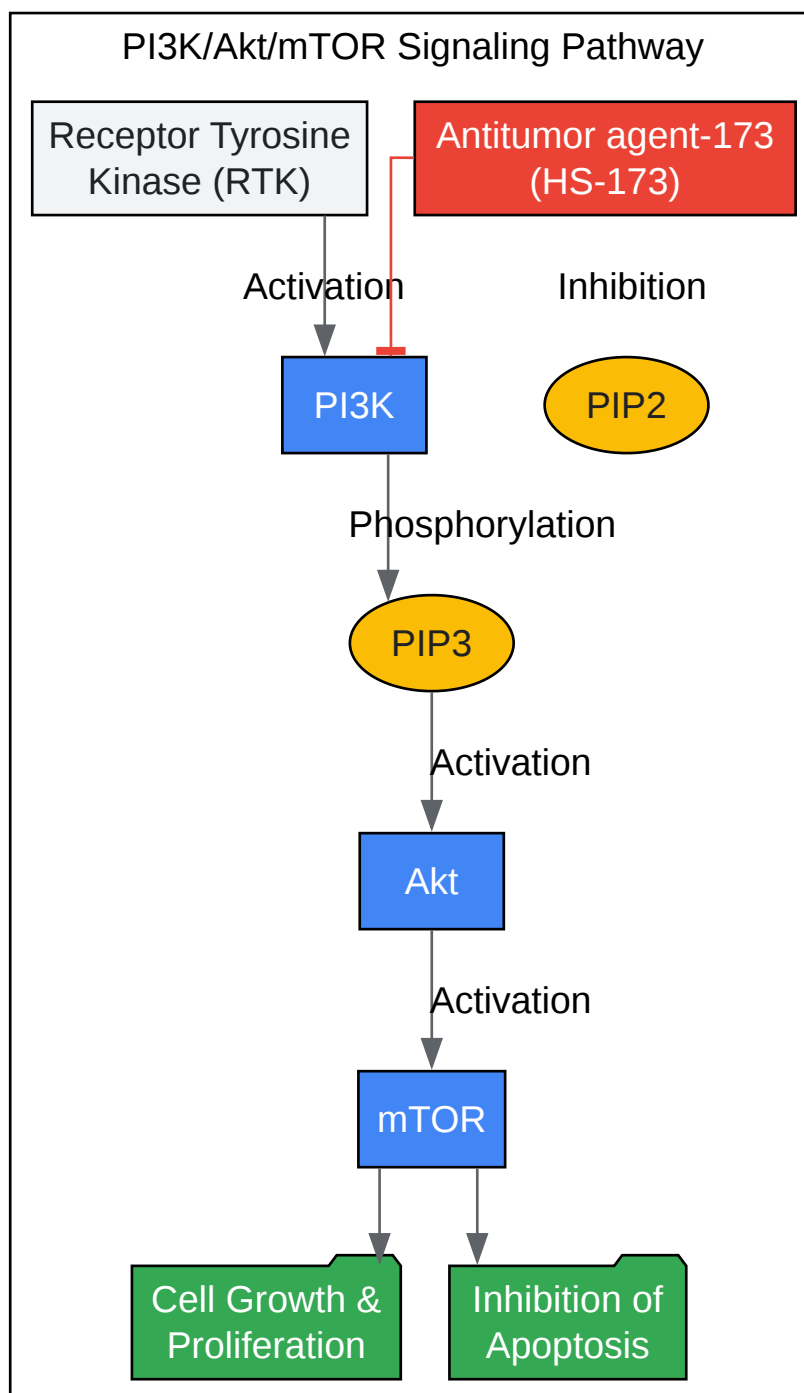 PI3K/Akt/mTOR Signaling Pathway
Receptor Tyrosine
Kinase (RTK)
Antitumor agent-173
(HS-173)
Activation
Inhibition
PI3K
PIP2
Phosphorylation
PIP3
Activation
Akt
Activation
mTOR
Cell Growth &
Proliferation
Inhibition of
Apoptosis